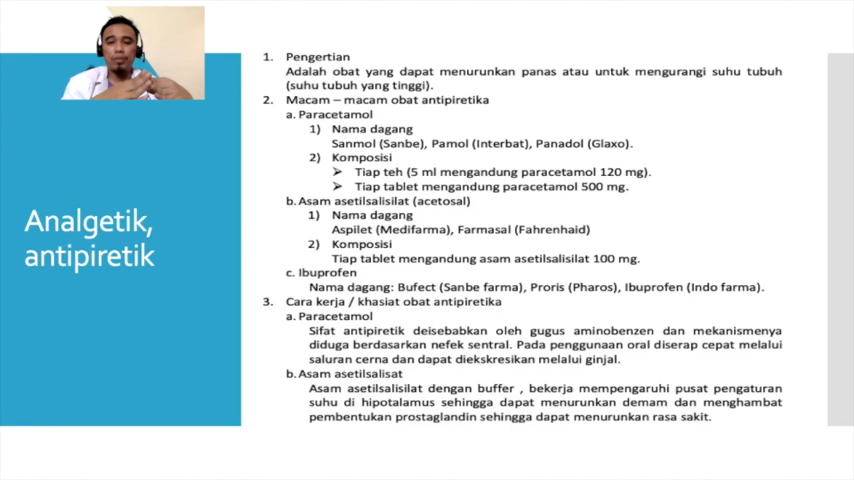 Analgetik,
antipiretik
1. Pengertian
Adalah obat yang dapat menurunkan panas atau untuk mengurangi suhu tubuh
(suhu tubuh yang tinggi).
2. Macam – macam obat antipiretika
a. Paracetamol
1) Nama dagang
Sanmol (Sanbe), Pamol (Interbat), Panadol (Glaxo).
2) Komposisi
➢ Tiap teh (5 ml mengandung paracetamol 120 mg).
➢ Tiap tablet mengandung paracetamol 500 mg.
b. Asam asetilsalisilat (acetosal)
1) Nama dagang
Aspilet (Medifarma), Farmasal (Fahrenhaid)
2) Komposisi
Tiap tablet mengandung asam asetilsalisilat 100 mg.
c. Ibuprofen
Nama dagang: Bufect (Sanbe farma), Proris (Pharos), Ibuprofen (Indo farma).
3. Cara kerja / khasiat obat antipiretika
a. Paracetamol
Sifat antipiretik deisebabkan oleh gugus aminobenzen dan mekanismenya
diduga berdasarkan nefek sentral. Pada penggunaan oral diserap cepat melalui
saluran cerna dan dapat diekskresikan melalui ginjal.
b. Asam asetilsalisat
Asam asetilsalisilat dengan buffer , bekerja mempengaruhi pusat pengaturan
suhu di hipotalamus sehingga dapat menurunkan demam dan menghambat
pembentukan prostaglandin sehingga dapat menurunkan rasa sakit.